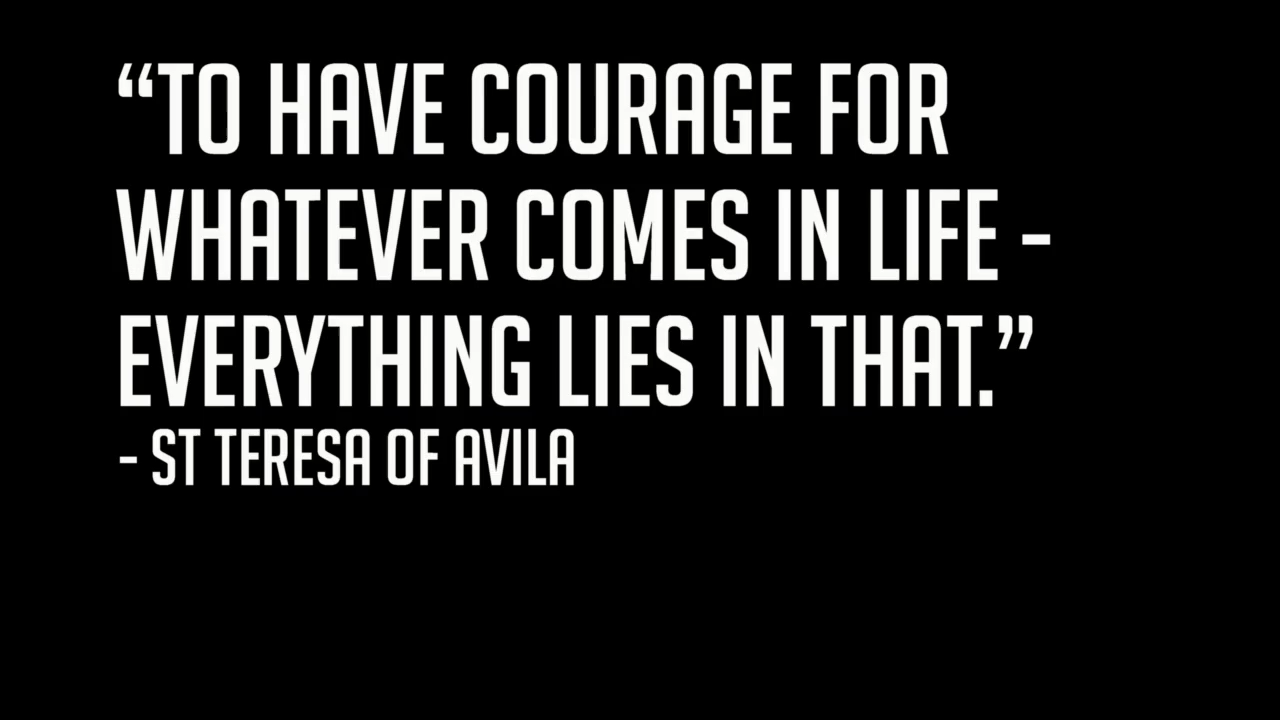 “TO HAVE COURAGE FOR
WHATEVER COMES IN LIFE -
EVERYTHING LIES IN THAT.”
- ST TERESA OF AVILA